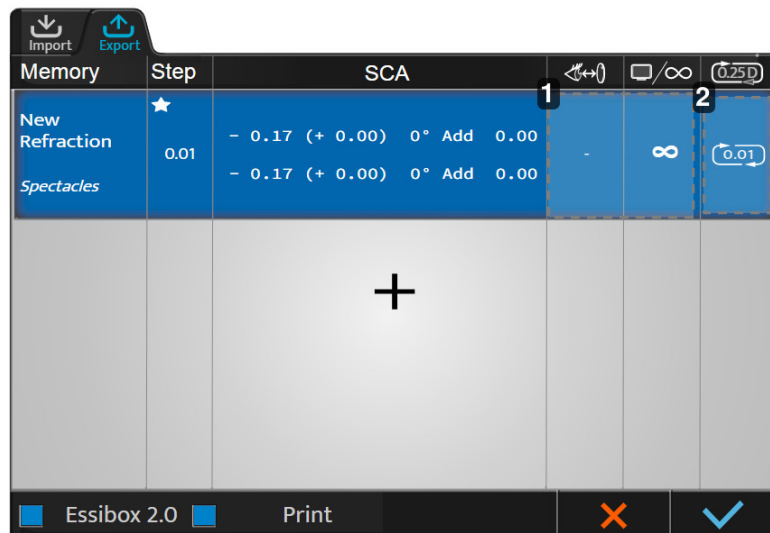 Import Export
Memory Step SCA /∞ 0.25D
1 2
New
Refraction
Spectacles
0.01
- 0.17 (+ 0.00) 0° Add 0.00
- 0.17 (+ 0.00) 0° Add 0.00
- ∞ 0.01
+
Essibox 2.0 Print